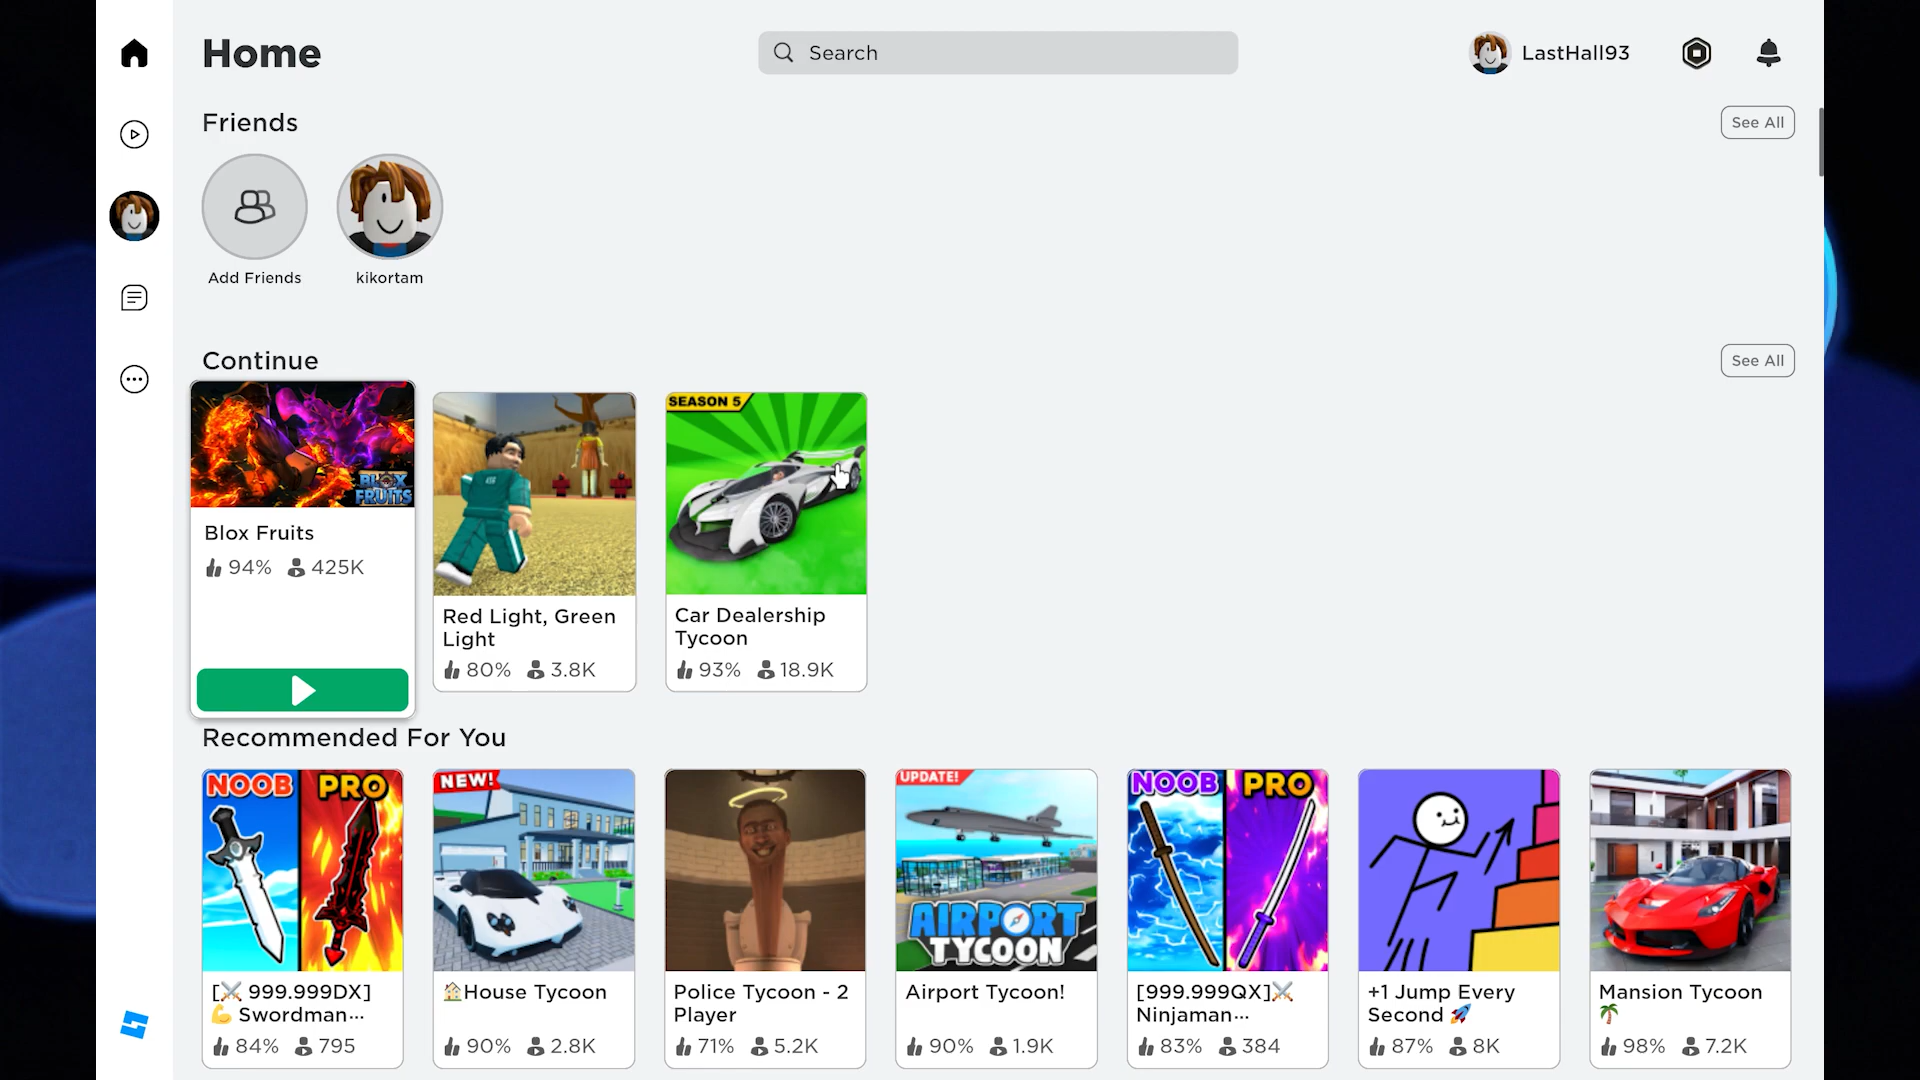 Home
Search
LastHall93
Friends
See All
Add Friends
kikortam
Continue
See All
BLOX
FRUITS
Blox Fruits
94% 425K
Red Light, Green
Light
80% 3.8K
SEASON 5
Car Dealership
Tycoon
93% 18.9K
Recommended For You
NOOB PRO
[⚔️ 999.999DX]
💪 Swordman···
84% 795
NEW!
🏠House Tycoon
90% 2.8K
Police Tycoon - 2
Player
71% 5.2K
UPDATE!
AIRPORT
TYCOON
Airport Tycoon!
90% 1.9K
NOOB PRO
[999.999QX]⚔️
Ninjaman···
83% 384
+1 Jump Every
Second 🚀
87% 8K
Mansion Tycoon
🌴
98% 7.2K